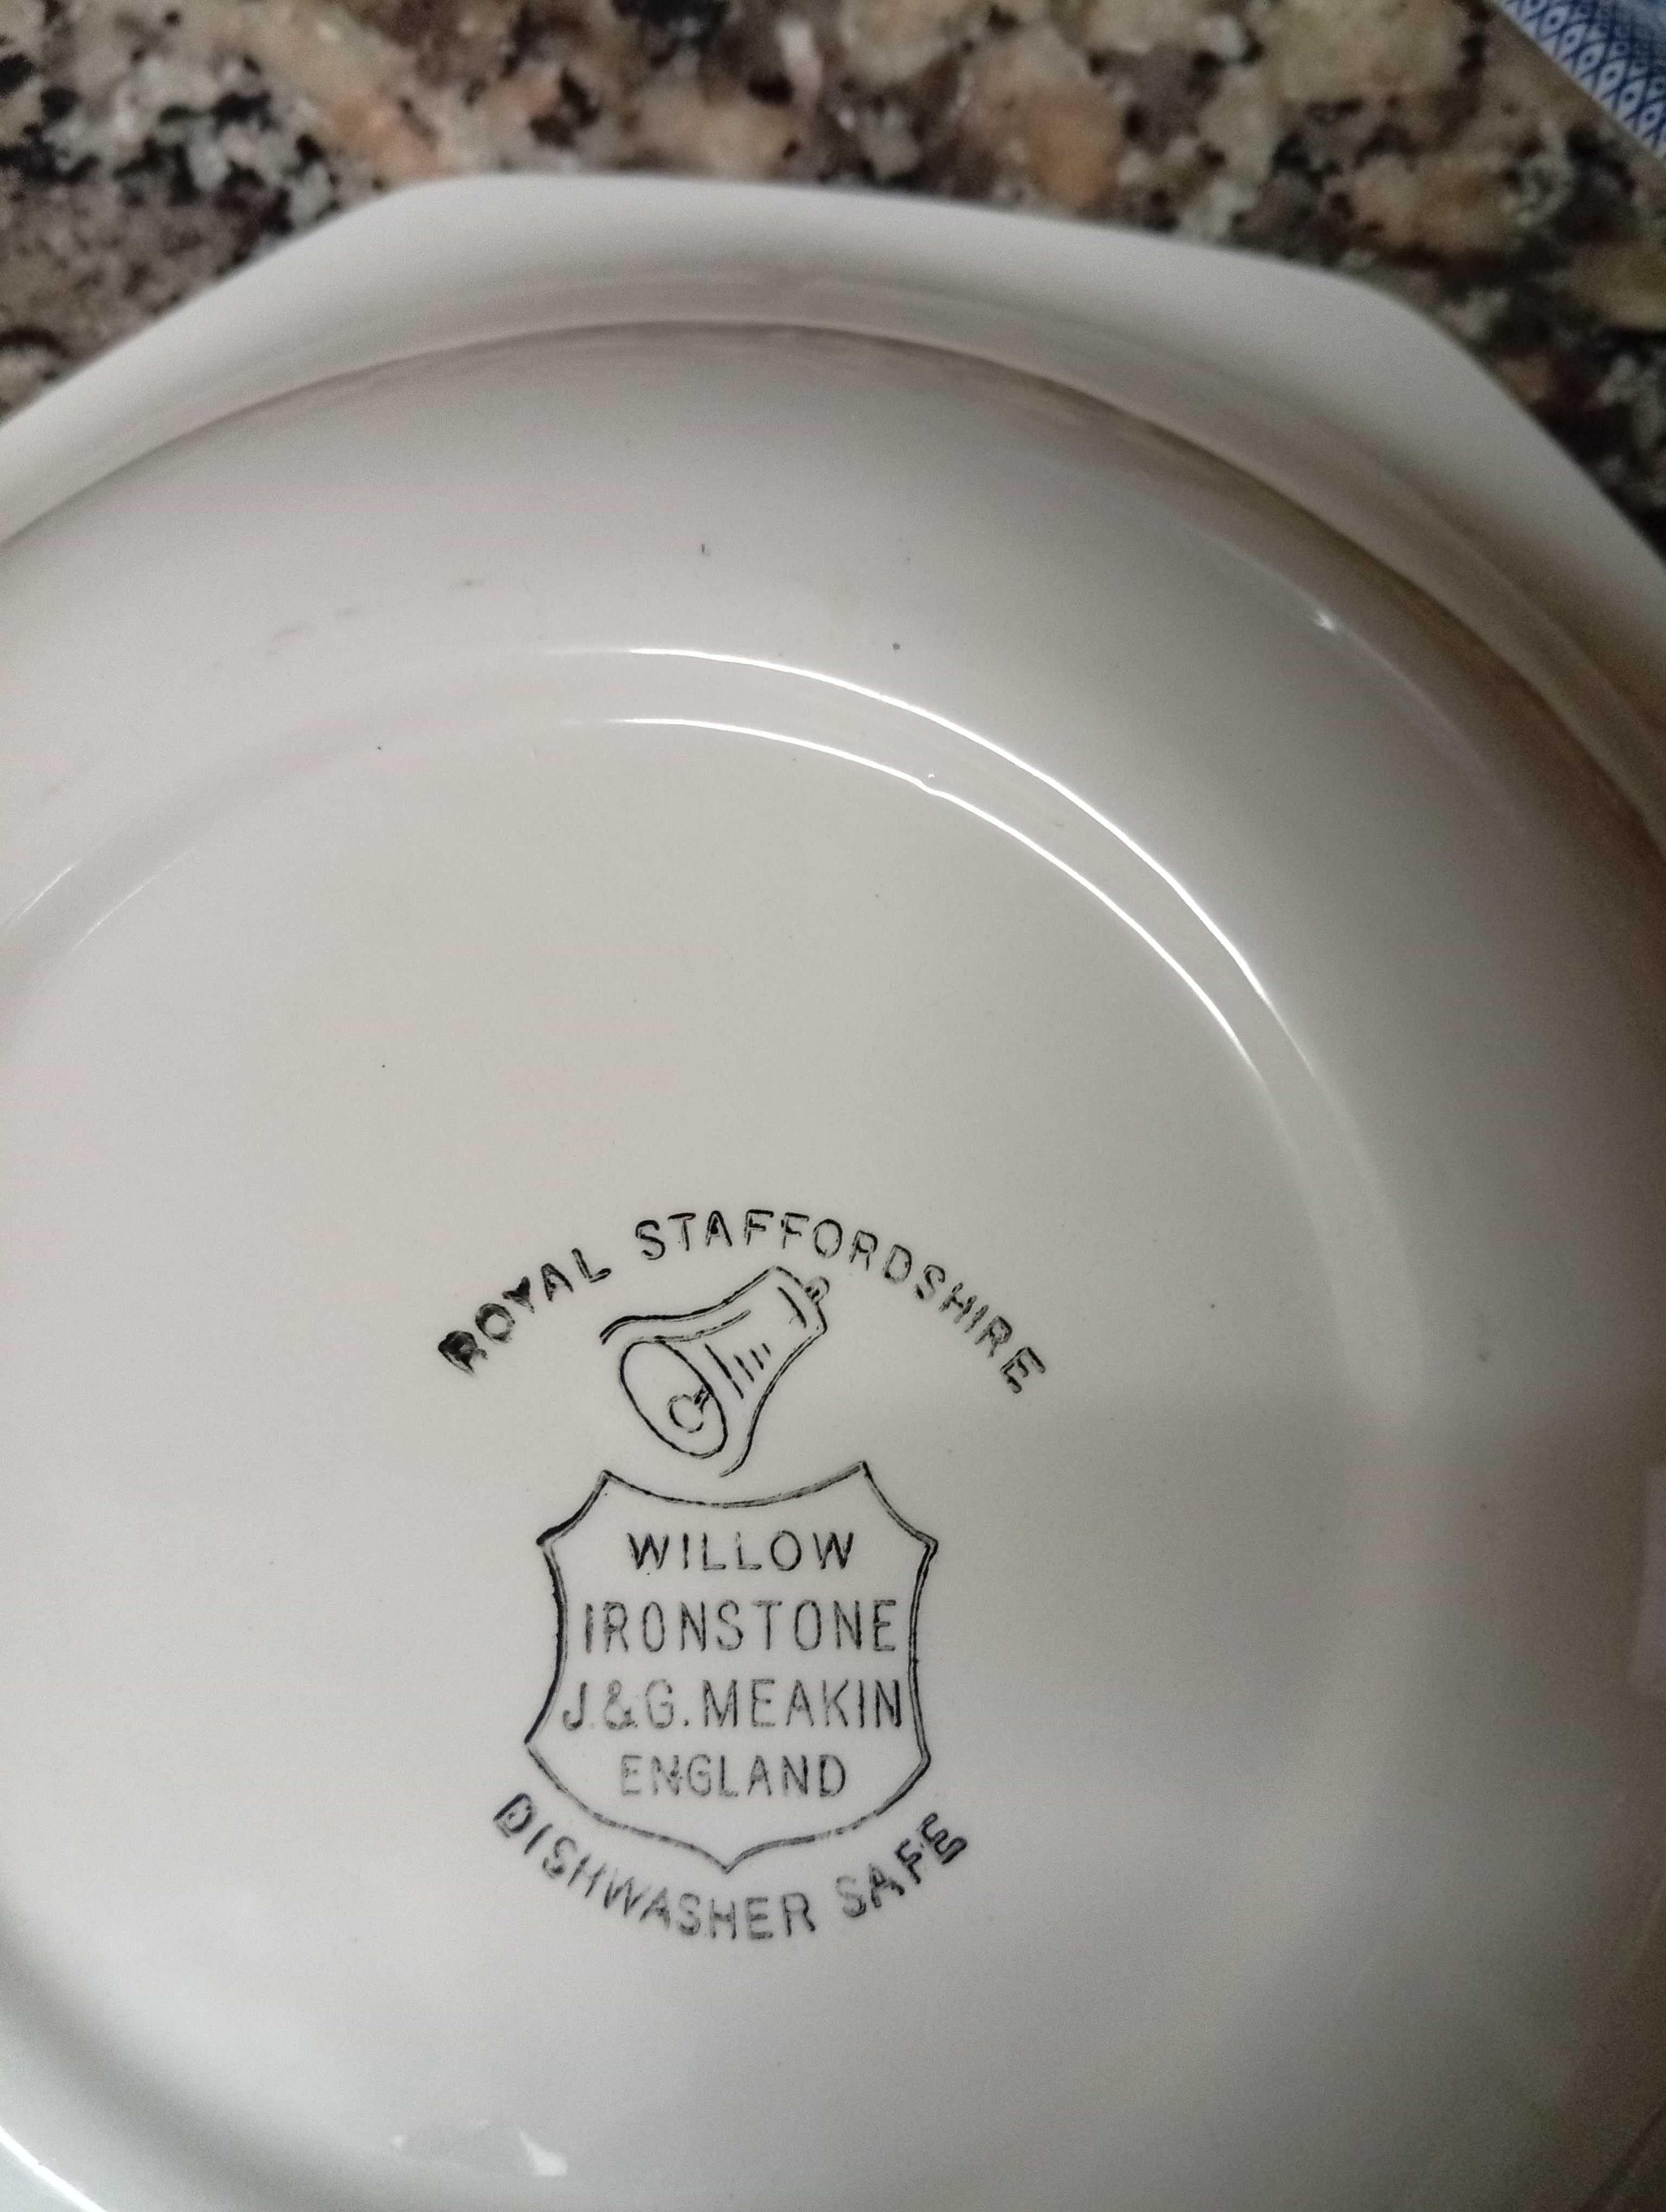 ROYAL STAFFORDSHIRE
WILLOW
IRONSTONE
J.&G. MEAKIN
ENGLAND
DISHWASHER SAFE